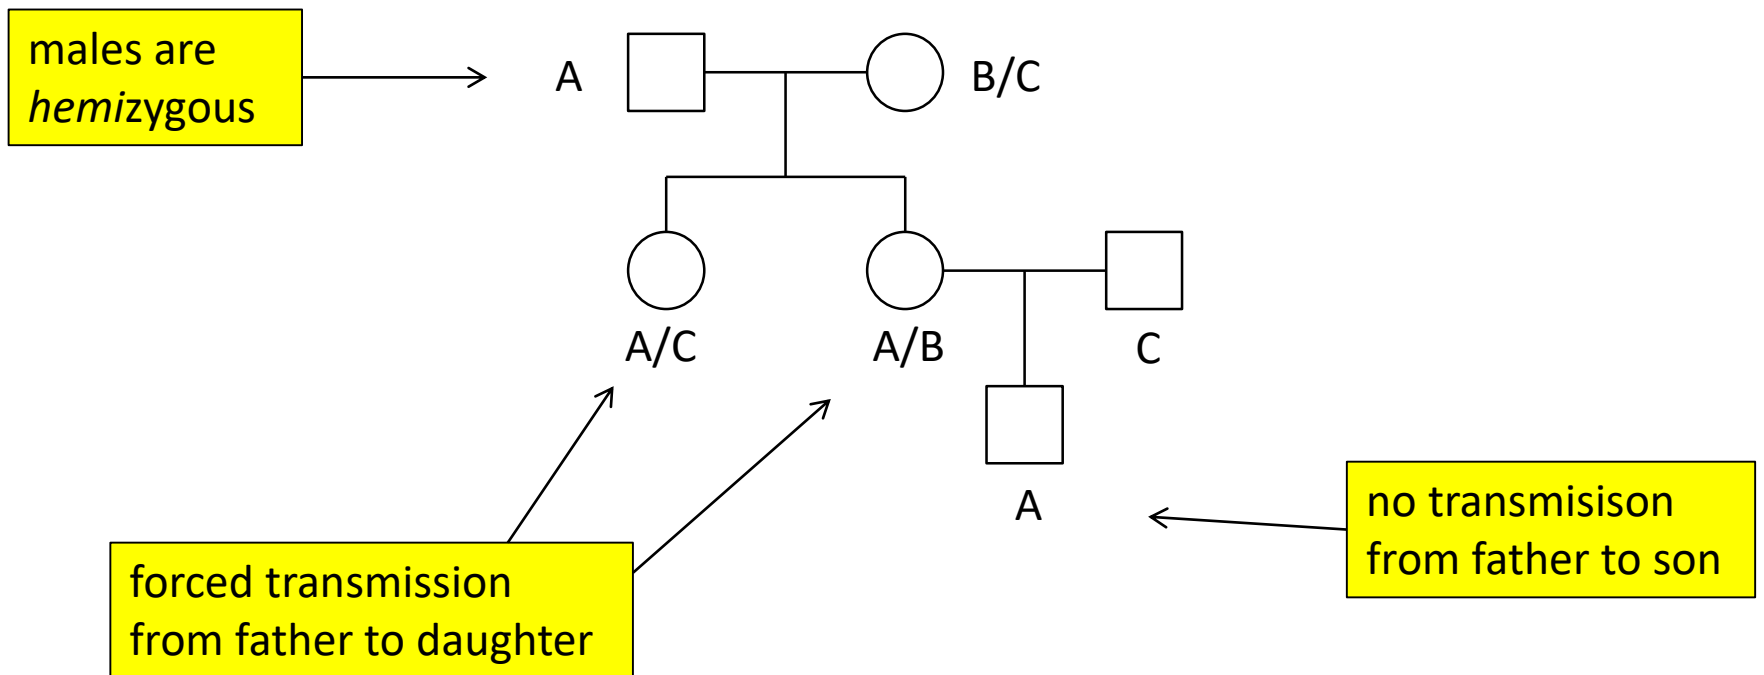 males are
hemizygous
A
B/C
A/C
A/B
C
A
no transmisison
from father to son
forced transmission
from father to daughter